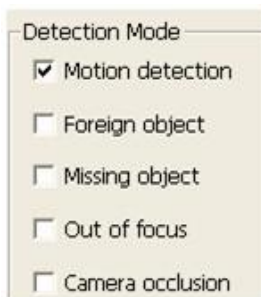 Detection Mode
Motion detection
Foreign object
Missing object
Out of focus
Camera occlusion